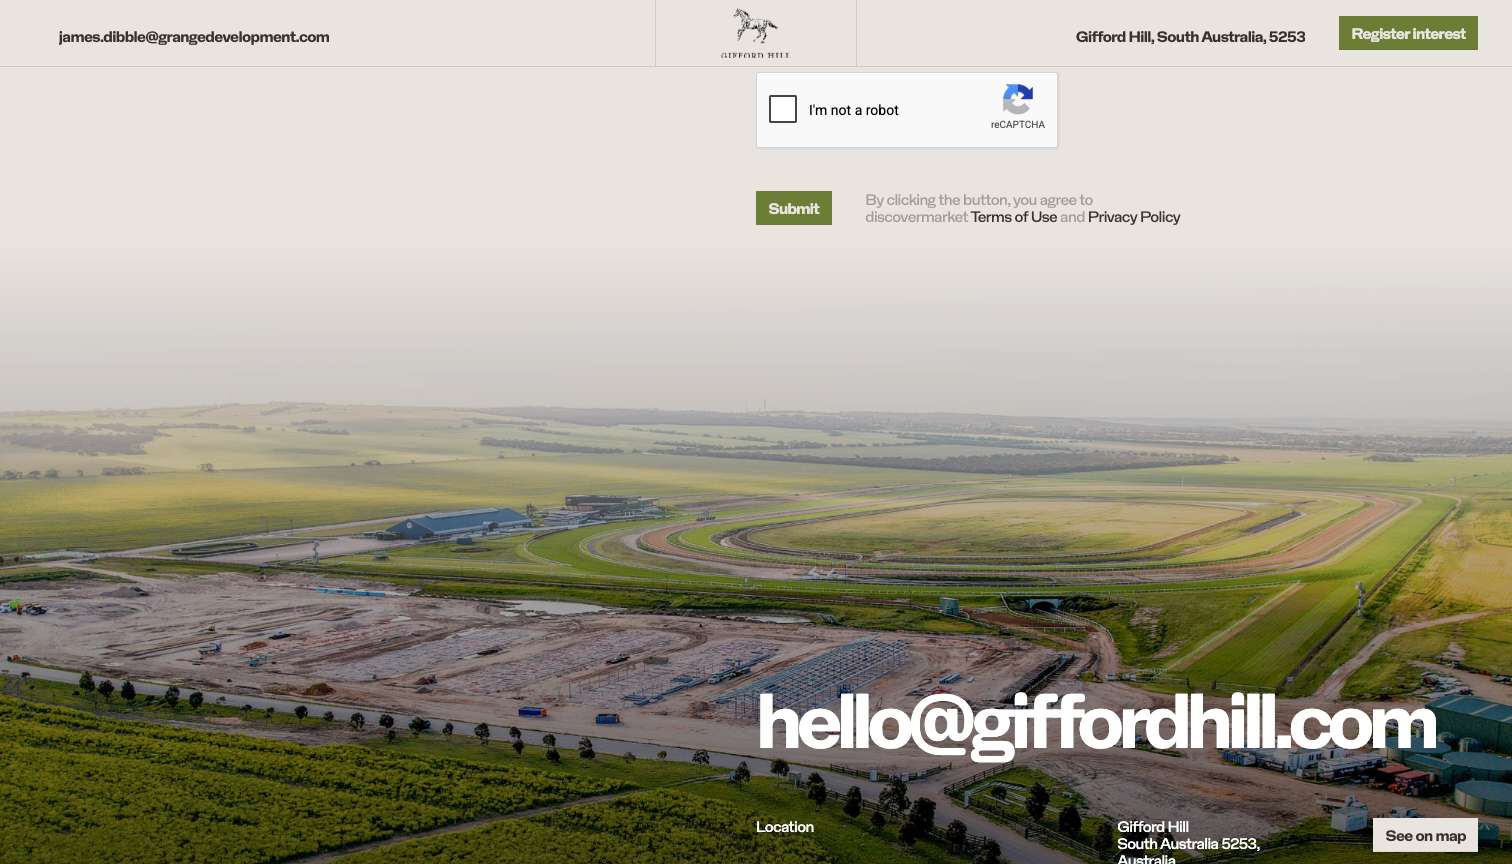 james.dibble@grangedevelopment.com
GIFFORD HILL
Gifford Hill, South Australia, 5253
Register interest
I'm not a robot
reCAPTCHA
Submit
By clicking the button, you agree to
discovermarket Terms of Use and Privacy Policy
hello@giffordhill.com
Location
Gifford Hill
South Australia 5253,
Australia
See on map